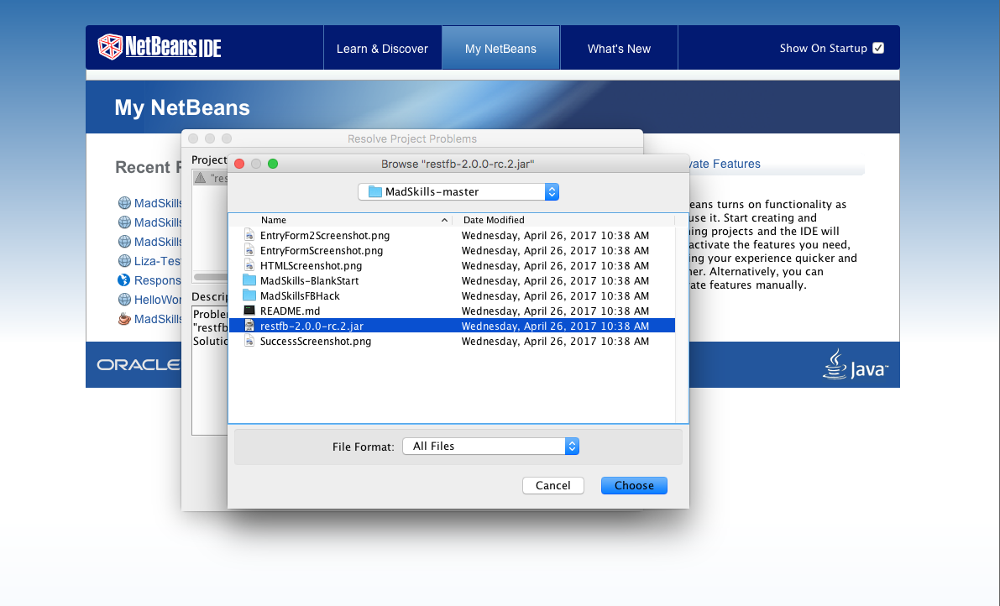 NetBeans IDE
Learn & Discover
My NetBeans
What's New
Show On Startup
My NetBeans
Resolve Project Problems
Project
Browse "restfb-2.0.0-rc.2.jar"
Recent
MadSkills-master
Name
Date Modified
EntryForm2Screenshot.png Wednesday, April 26, 2017 10:38 AM
EntryFormScreenshot.png Wednesday, April 26, 2017 10:38 AM
HTMLScreenshot.png Wednesday, April 26, 2017 10:38 AM
MadSkills-BlankStart Wednesday, April 26, 2017 10:38 AM
MadSkillsFBHack Wednesday, April 26, 2017 10:38 AM
README.md Wednesday, April 26, 2017 10:38 AM
restfb-2.0.0-rc.2.jar Wednesday, April 26, 2017 10:38 AM
SuccessScreenshot.png Wednesday, April 26, 2017 10:38 AM
File Format: All Files
Cancel
Choose
"res
MadSkills
MadSkills
MadSkills
Liza-Tes
Respons
HelloWor
MadSkills
Descrip
Problem
"restfb
Solutio
vate Features
eans turns on functionality as
use it. Start creating and
ning projects and the IDE will
activate the features you need,
ing your experience quicker and
ner. Alternatively, you can
ate features manually.
ORACLE
Java™